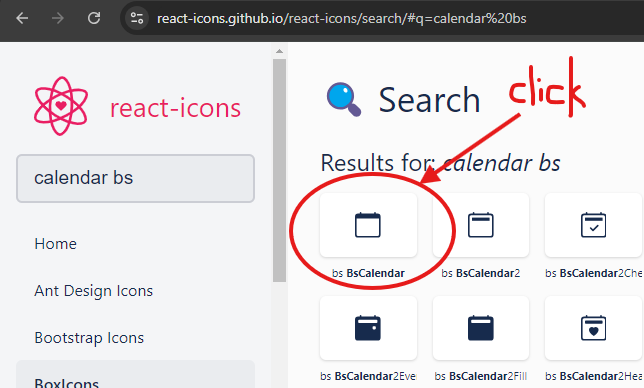 react-icons.github.io/react-icons/search/#q=calendar%20bs
react-icons
calendar bs
Home
Ant Design Icons
Bootstrap Icons
BoxIcons
Search
click
Results for: calendar bs
bs BsCalendar
bs BsCalendar2
bs BsCalendar2Che
bs BsCalendar2Eve
bs BsCalendar2Fill
bs BsCalendar2Hea